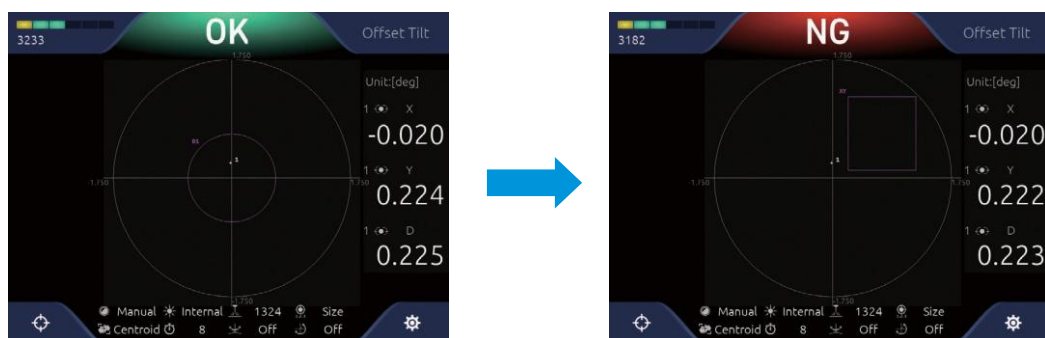 3233
OK
Offset Tilt
1.750
Unit:[deg]
1 X
-0.020
1
-1.750
1.750
1 Y
0.224
1 D
0.225
-1.750
Manual Internal 1324 Size
Centroid 8 Off Off
3182
NG
Offset Tilt
1.750
Unit:[deg]
XY
1 X
-0.020
1
-1.750
1.750
1 Y
0.222
1 D
0.223
-1.750
Manual Internal 1324 Size
Centroid 8 Off Off